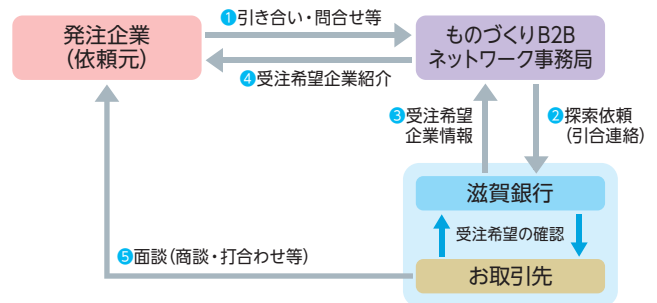 ❶引き合い・問合せ等
発注企業
(依頼元)
ものづくりB2B
ネットワーク事務局
❹受注希望企業紹介
❸受注希望
企業情報
❷探索依頼
(引合連絡)
滋賀銀行
受注希望の確認
❺面談(商談・打合わせ等)
お取引先